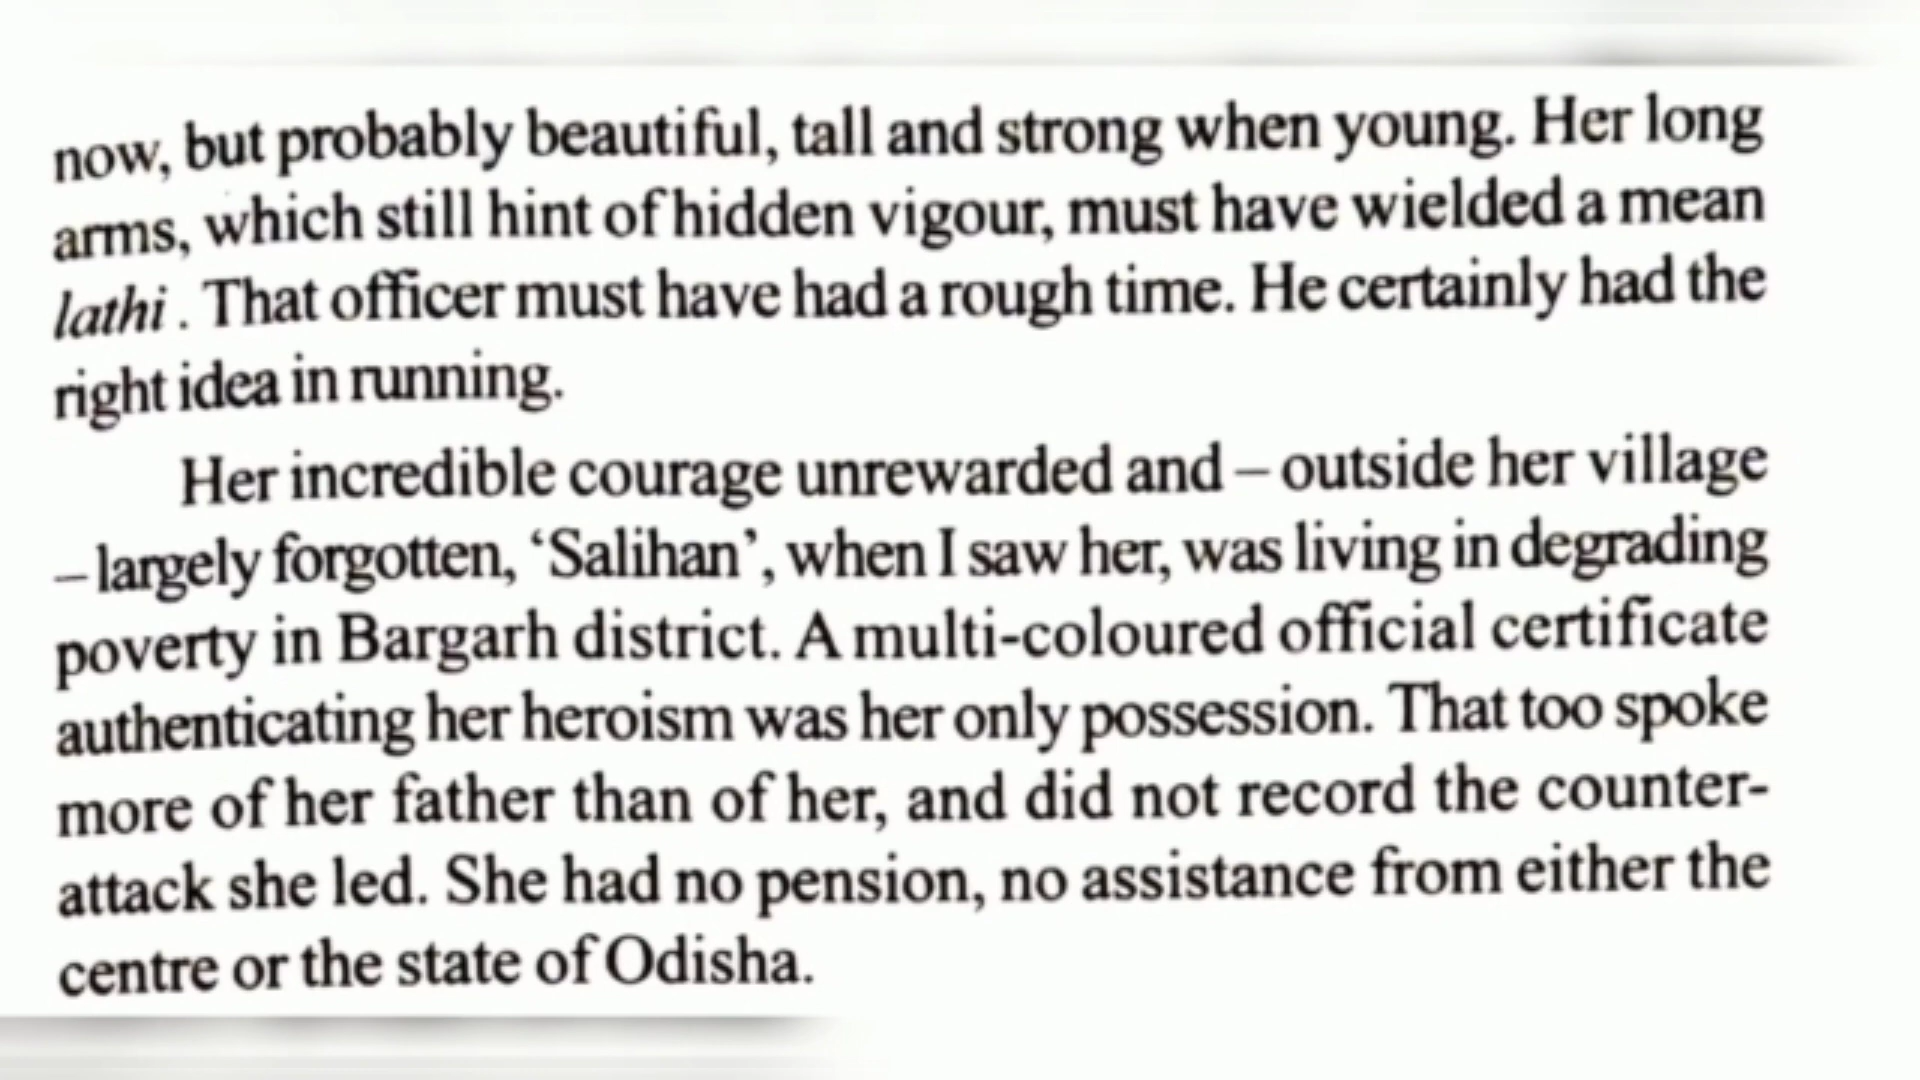 now, but probably beautiful, tall and strong when young. Her long
arms, which still hint of hidden vigour, must have wielded a mean
lathi . That officer must have had a rough time. He certainly had the
right idea in running.
Her incredible courage unrewarded and – outside her village
– largely forgotten, ‘Salihan’, when I saw her, was living in degrading
poverty in Bargarh district. A multi-coloured official certificate
authenticating her heroism was her only possession. That too spoke
more of her father than of her, and did not record the counter-
attack she led. She had no pension, no assistance from either the
centre or the state of Odisha.